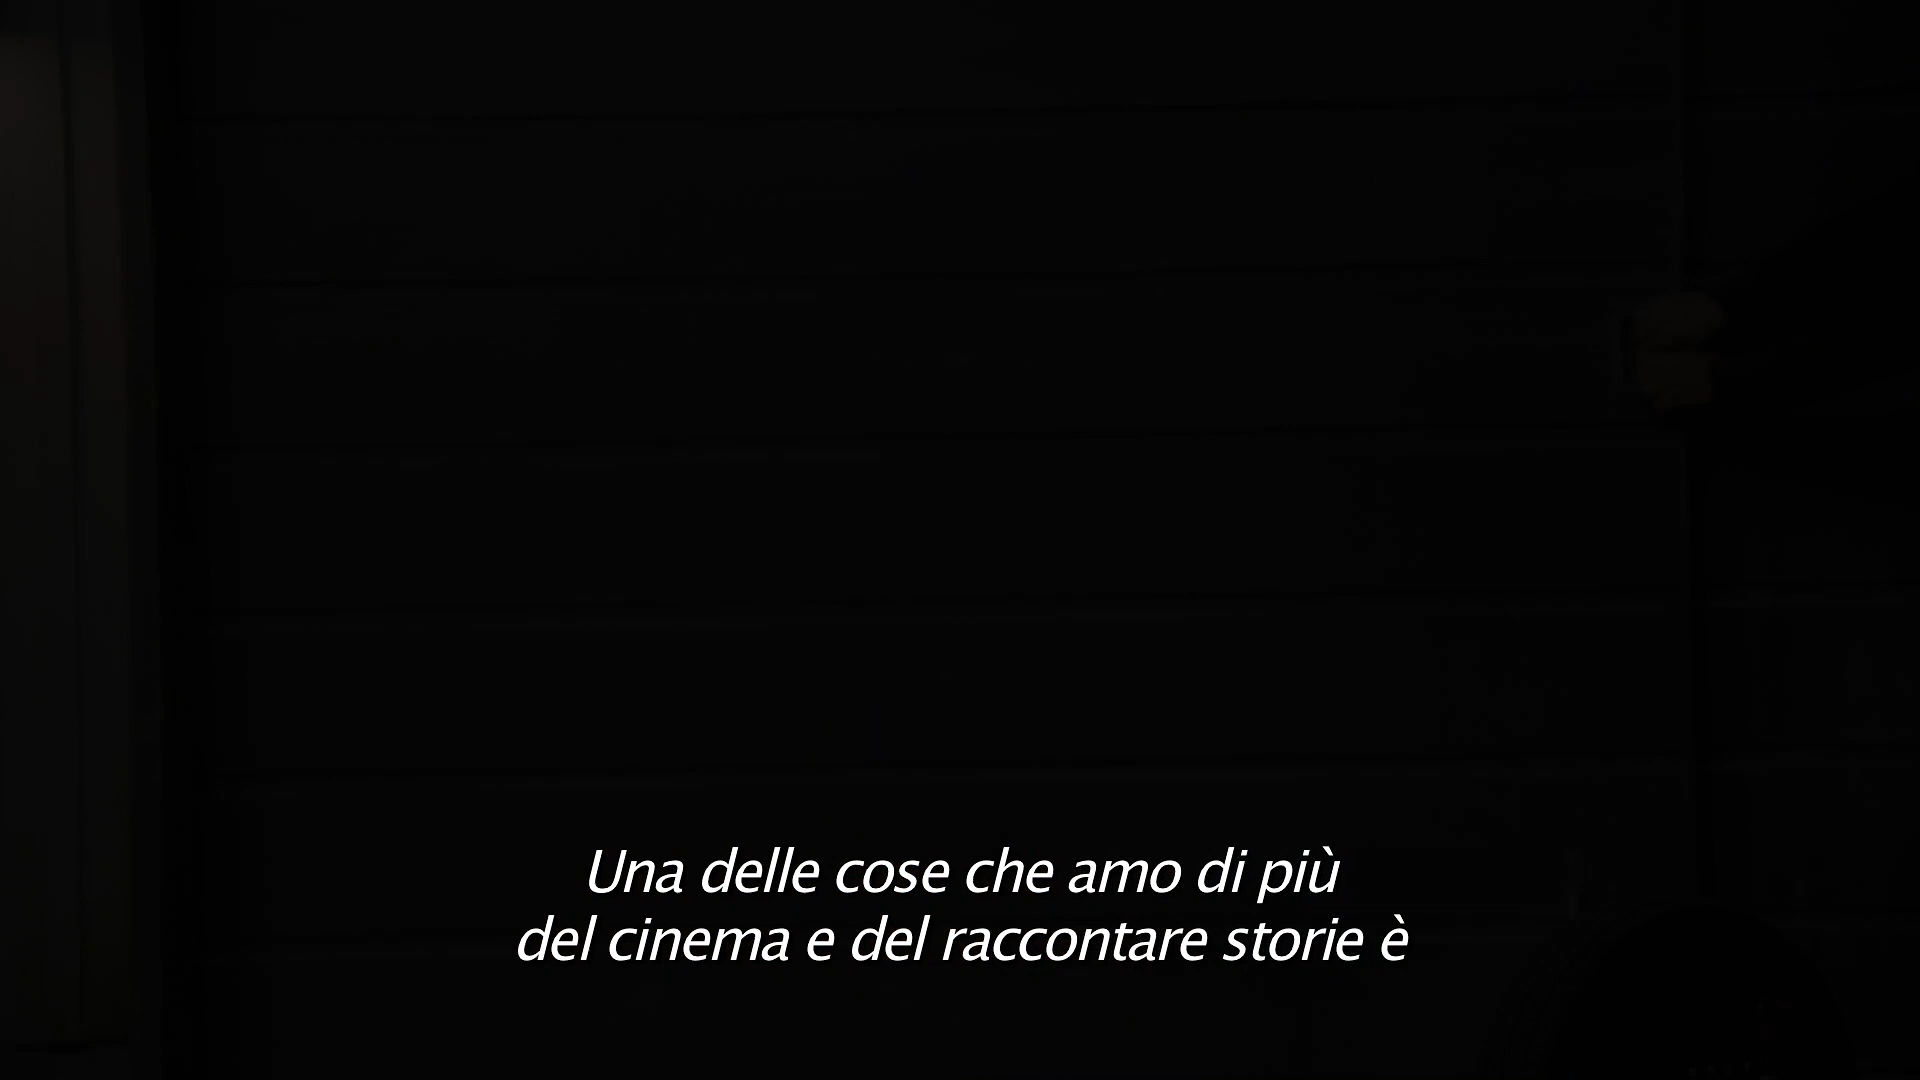 Una delle cose che amo di più
del cinema e del raccontare storie è